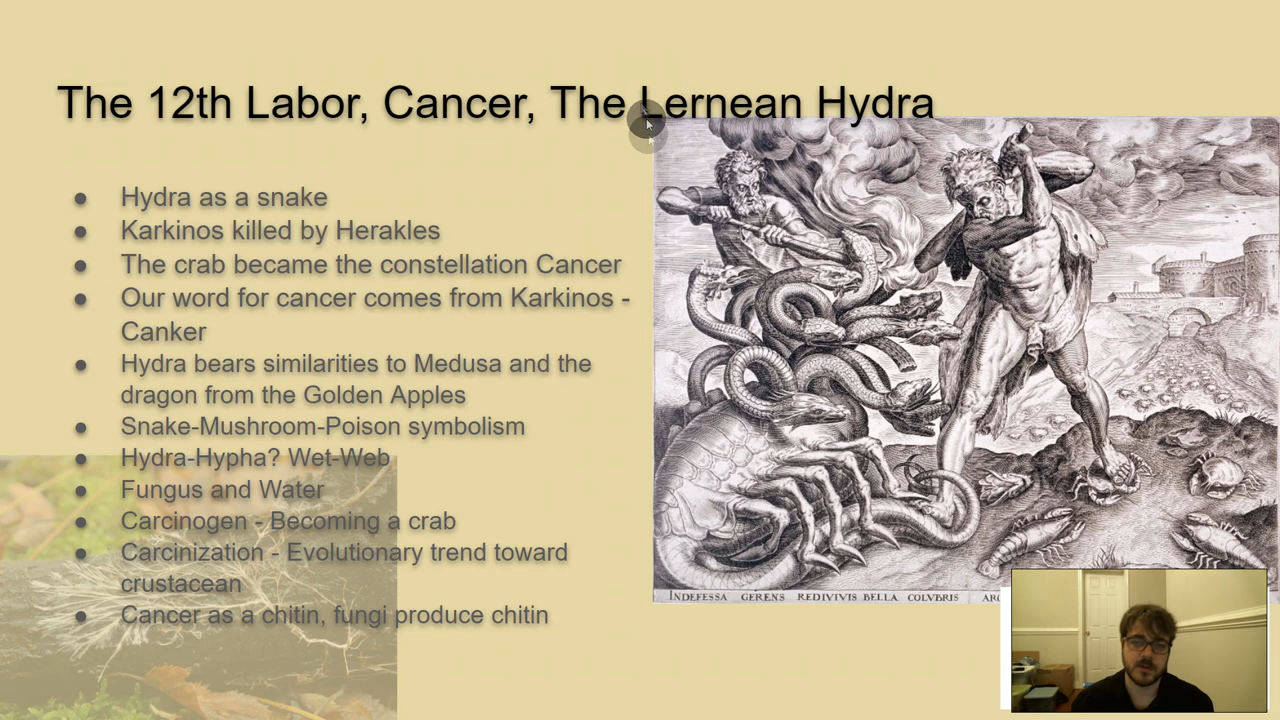 The 12th Labor, Cancer, The Lernean Hydra
● Hydra as a snake
● Karkinos killed by Herakles
● The crab became the constellation Cancer
● Our word for cancer comes from Karkinos -
Canker
● Hydra bears similarities to Medusa and the
dragon from the Golden Apples
● Snake-Mushroom-Poison symbolism
● Hydra-Hypha? Wet-Web
● Fungus and Water
● Carcinogen - Becoming a crab
● Carcinization - Evolutionary trend toward
crustacean
● Cancer as a chitin, fungi produce chitin
INDEFESSA GERENS REDIVIVIS BELLA COLVBRIS